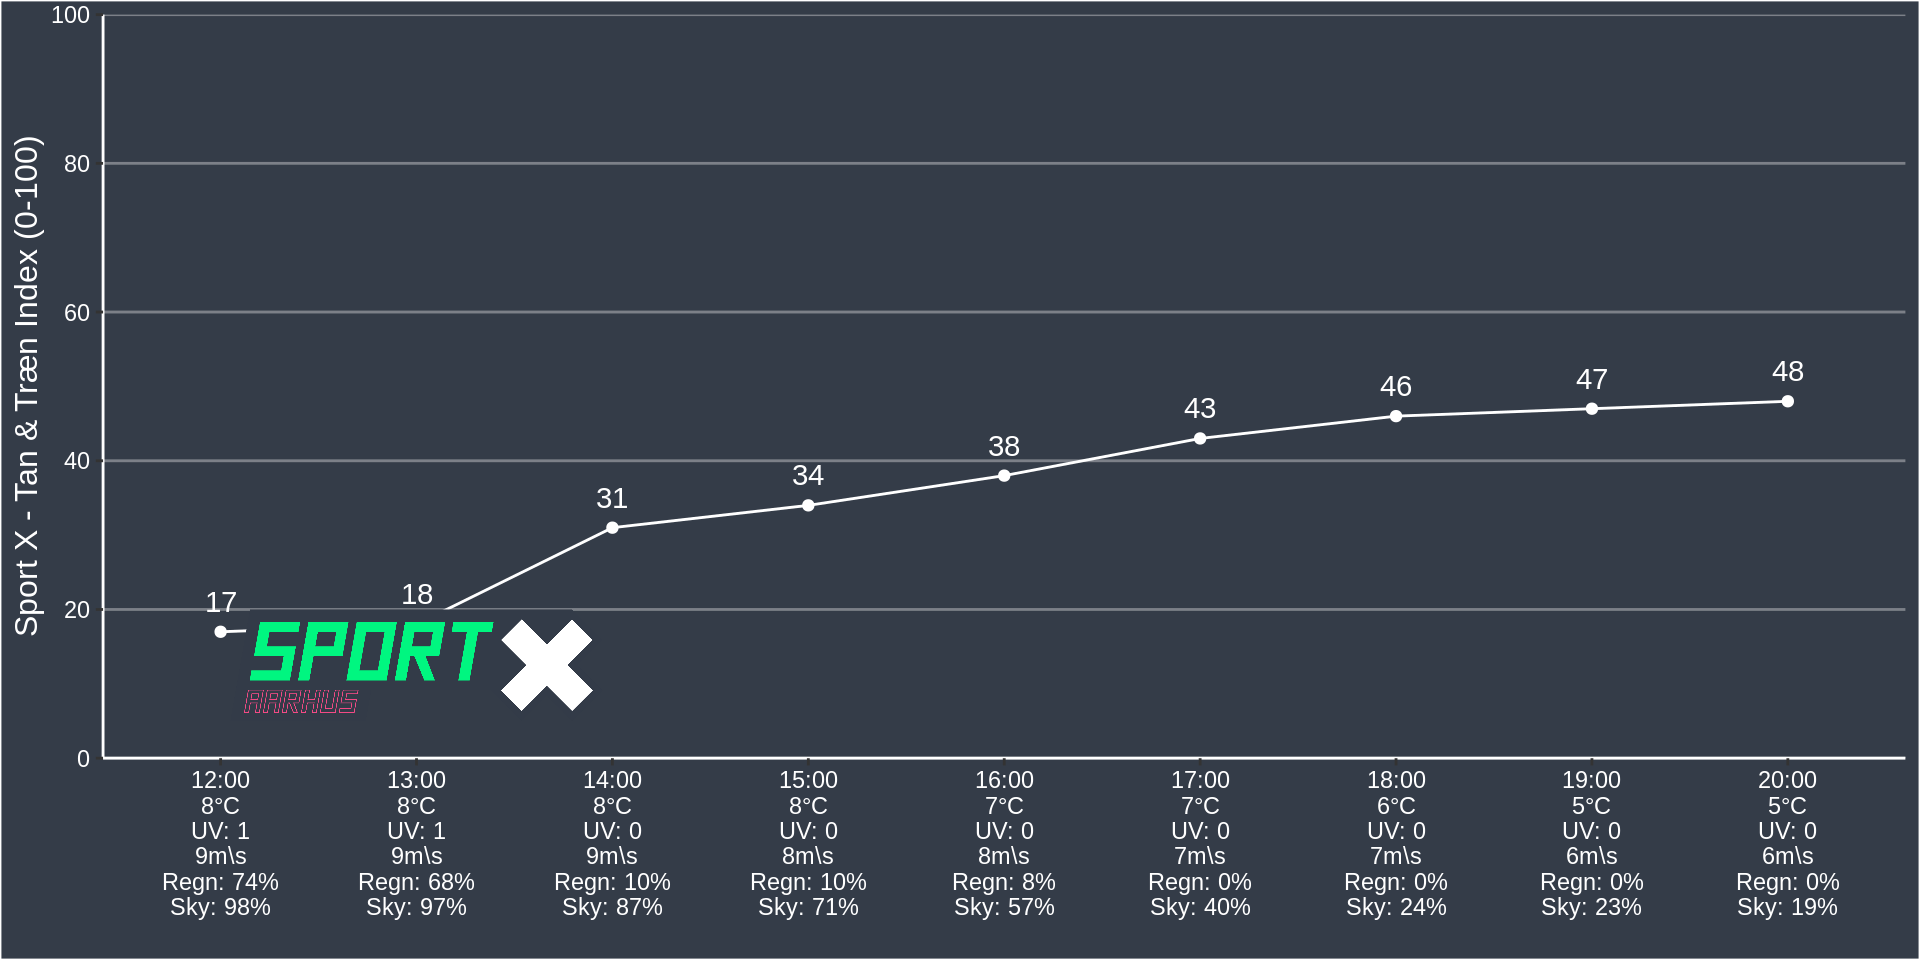 Sport X - Tan & Træn Index (0-100)
100
80
60
40
20
0
17
18
31
34
38
43
46
47
48
SPORT X
AARHUS
12:00 13:00 14:00 15:00 16:00 17:00 18:00 19:00 20:00
8°C 8°C 8°C 8°C 7°C 7°C 6°C 5°C 5°C
UV: 1 UV: 1 UV: 0 UV: 0 UV: 0 UV: 0 UV: 0 UV: 0 UV: 0
9m\s 9m\s 9m\s 8m\s 8m\s 7m\s 7m\s 6m\s 6m\s
Regn: 74% Regn: 68% Regn: 10% Regn: 10% Regn: 8% Regn: 0% Regn: 0% Regn: 0% Regn: 0%
Sky: 98% Sky: 97% Sky: 87% Sky: 71% Sky: 57% Sky: 40% Sky: 24% Sky: 23% Sky: 19%